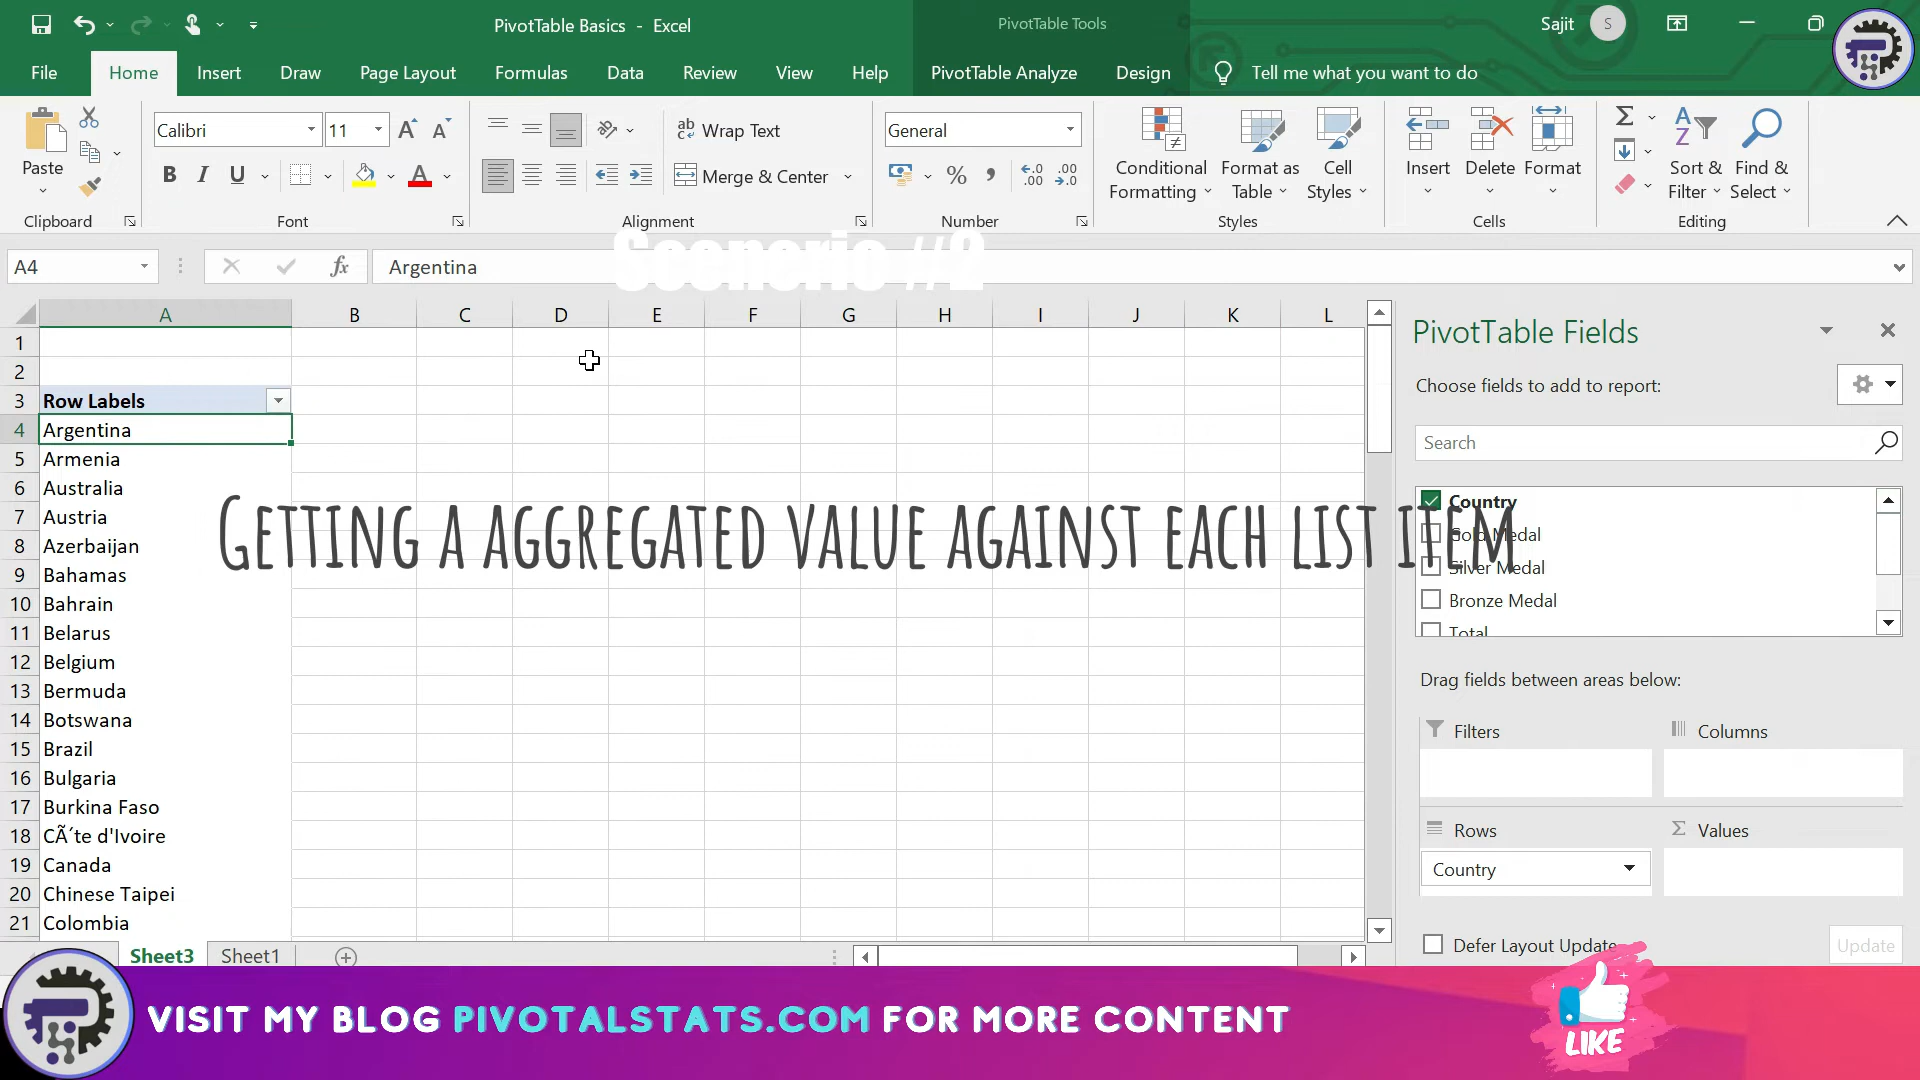 PivotTable Basics - Excel
PivotTable Tools
Sajit
S
File
Home
Insert
Draw
Page Layout
Formulas
Data
Review
View
Help
PivotTable Analyze
Design
Tell me what you want to do
Paste
Clipboard
Calibri
11
A A
B I U
A
Font
ab
Wrap Text
Merge & Center
Alignment
General
%
Number
Conditional Formatting
Format as Table
Cell Styles
Styles
Insert
Delete
Format
Cells
Sort & Filter
Find & Select
Editing
Scenerio #2
A4
fx
Argentina
A B C D E F G H I J K L
1
2
3 Row Labels
4 Argentina
5 Armenia
6 Australia
7 Austria
8 Azerbaijan
9 Bahamas
10 Bahrain
11 Belarus
12 Belgium
13 Bermuda
14 Botswana
15 Brazil
16 Bulgaria
17 Burkina Faso
18 CÃ´te d'Ivoire
19 Canada
20 Chinese Taipei
21 Colombia
Getting a aggregated value against each list item
PivotTable Fields
Choose fields to add to report:
Search
Country
Gold Medal
Silver Medal
Bronze Medal
Total
Drag fields between areas below:
Filters
Columns
Rows
Values
Country
Defer Layout Update
Update
Sheet3
Sheet1
VISIT MY BLOG PIVOTALSTATS.COM FOR MORE CONTENT
LIKE